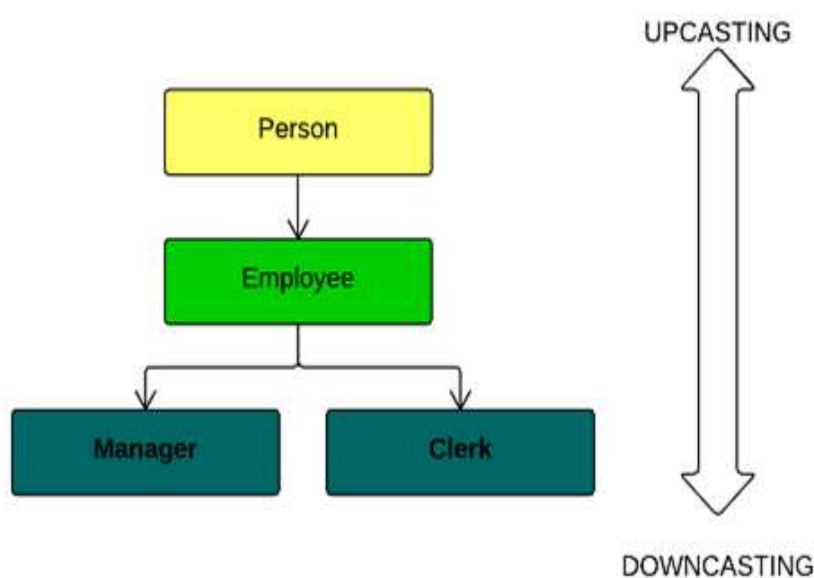 UPCASTING
Person
Employee
Manager
Clerk
DOWNCASTING